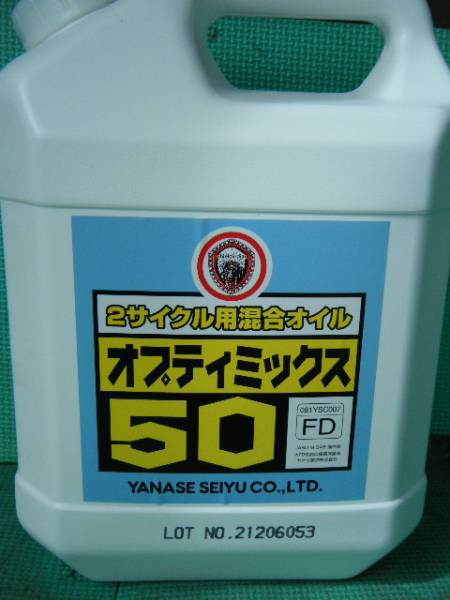 2サイクル用混合オイル
オプティミックス
50
081YSC007
FD
YANASE SEIYU CO.,LTD.
LOT NO.21206053